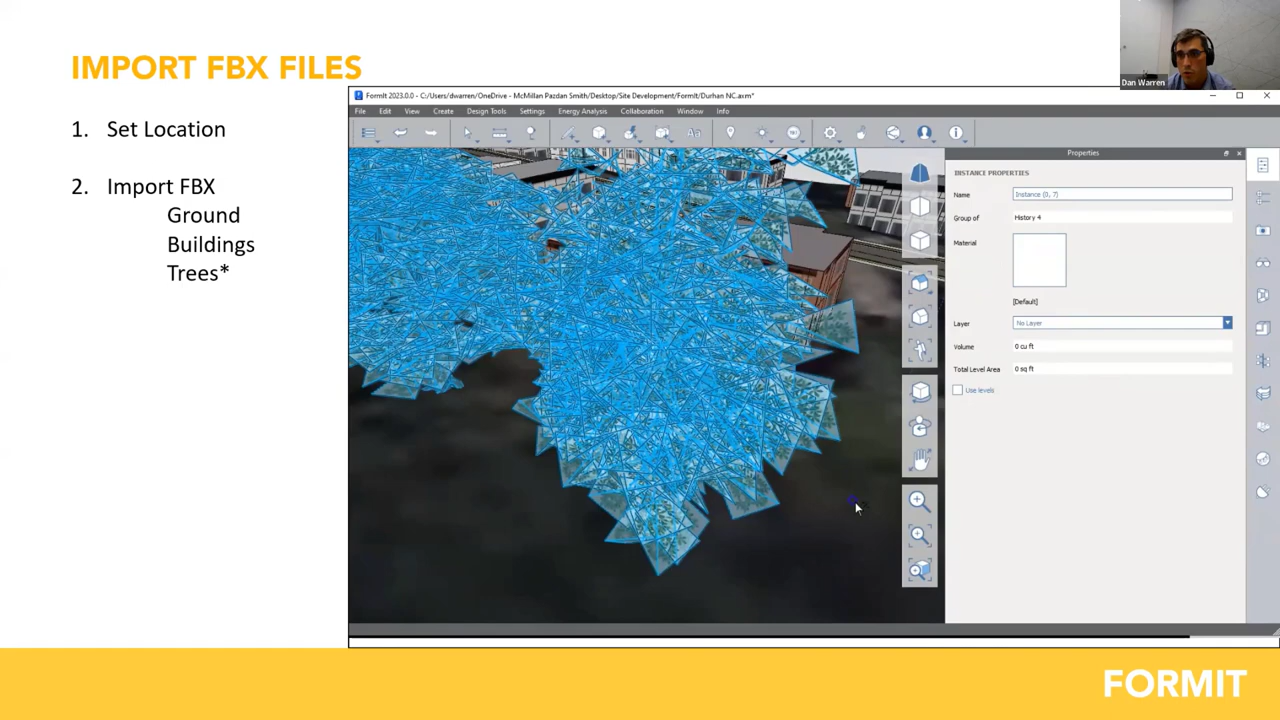 IMPORT FBX FILES
Dan Warren
1. Set Location
2. Import FBX
Ground
Buildings
Trees*
FormIt 2023.0.0 - C:/Users/dwarren/OneDrive - McMillan Pazdan Smith/Desktop/Site Development/FormIt/Durhan NC.axm*
File Edit View Create Design Tools Settings Energy Analysis Collaboration Window Info
Aa
Properties
INSTANCE PROPERTIES
Name Instance (0, 7)
Group of History 4
Material
[Default]
Layer No Layer
Volume 0 cu ft
Total Level Area 0 sq ft
Use levels
FORMIT